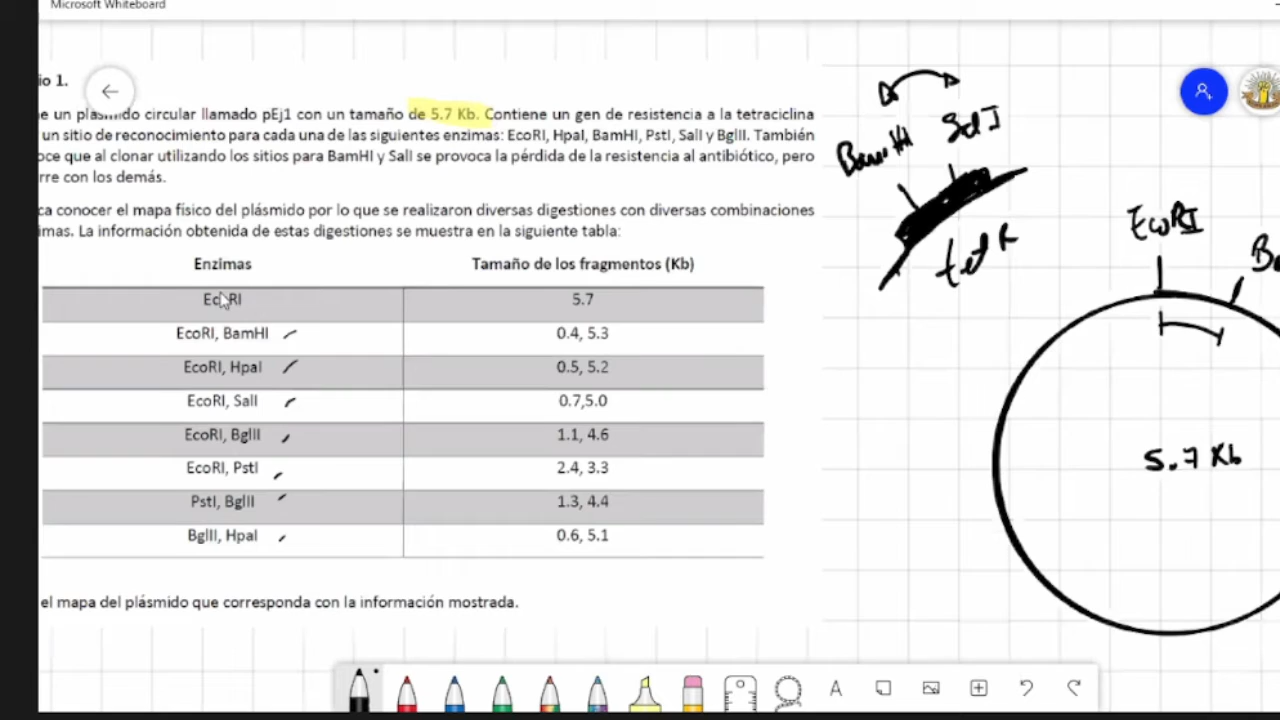 Microsoft Whiteboard
io 1.
e un plásmido circular llamado pEj1 con un tamaño de 5.7 Kb. Contiene un gen de resistencia a la tetraciclina
un sitio de reconocimiento para cada una de las siguientes enzimas: EcoRI, HpaI, BamHI, PstI, SalI y BglII. También
oce que al clonar utilizando los sitios para BamHI y SalI se provoca la pérdida de la resistencia al antibiótico, pero
rre con los demás.
ca conocer el mapa físico del plásmido por lo que se realizaron diversas digestiones con diversas combinaciones
imas. La información obtenida de estas digestiones se muestra en la siguiente tabla:
Enzimas Tamaño de los fragmentos (Kb)
EcoRI 5.7
EcoRI, BamHI 0.4, 5.3
EcoRI, HpaI 0.5, 5.2
EcoRI, SalI 0.7,5.0
EcoRI, BglII 1.1, 4.6
EcoRI, PstI 2.4, 3.3
PstI, BglII 1.3, 4.4
BglII, HpaI 0.6, 5.1
el mapa del plásmido que corresponda con la información mostrada.
BamHI SalI
tet R
EcoRI
Ba
5.7 Kb
A